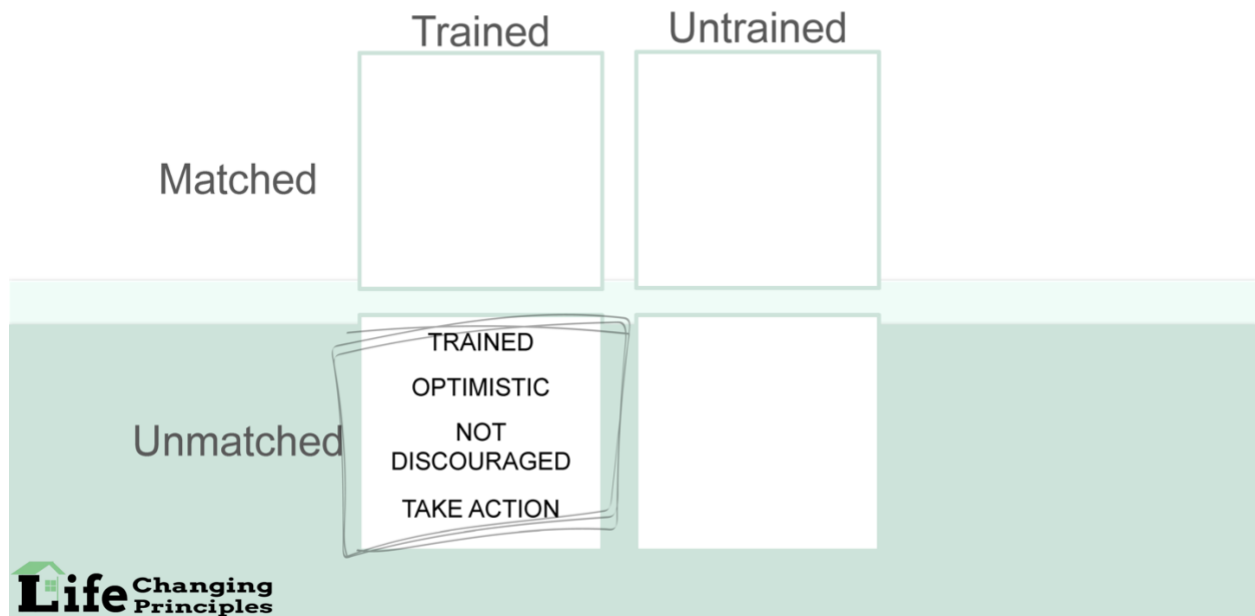 Trained Untrained
Matched
Unmatched
TRAINED
OPTIMISTIC
NOT
DISCOURAGED
TAKE ACTION
Life Changing
Principles